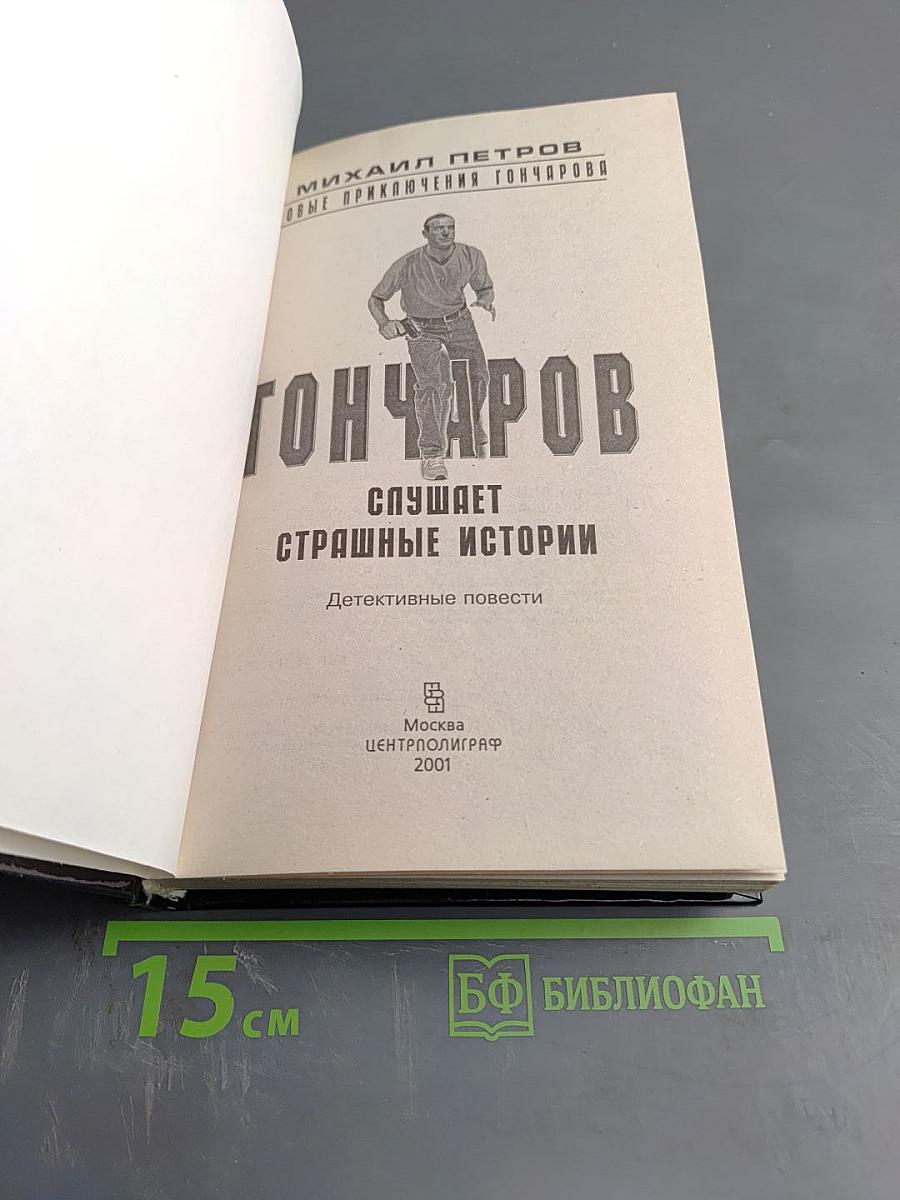 МИХАИЛ ПЕТРОВ
ОВЫЕ ПРИКЛЮЧЕНИЯ ГОНЧАРОВА
ГОНЧАРОВ
СЛУШАЕТ
СТРАШНЫЕ ИСТОРИИ
Детективные повести
Москва
ЦЕНТРПОЛИГРАФ
2001
15 см
БФ БИБЛИОФАН